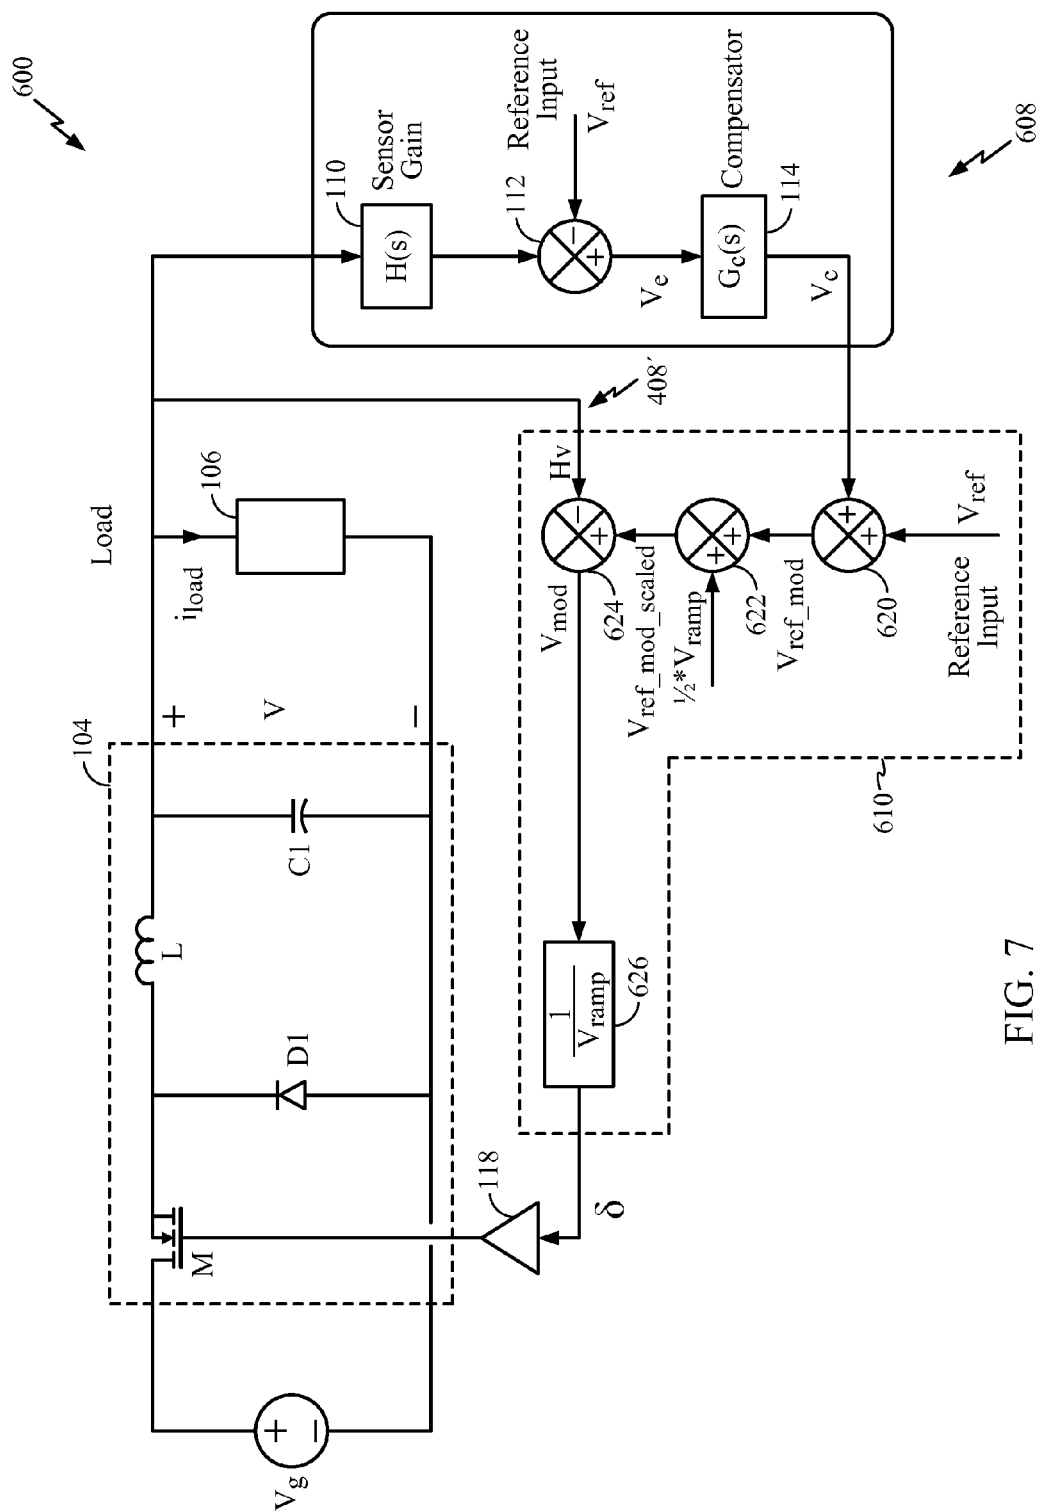 600
104
Load
106
iload
+
V
−
L
C1
D1
M
Vg
+
−
118
δ
110
H(s)
Sensor
Gain
112
−
+
Reference
Input
Vref
Ve
Gc(s)
Compensator
114
Vc
608
408´
Hv
−
+
624
Vmod
Vref_mod_scaled
½*Vramp
+
+
622
Vref_mod
+
+
620
Vref
Reference
Input
1
Vramp
626
610
FIG. 7